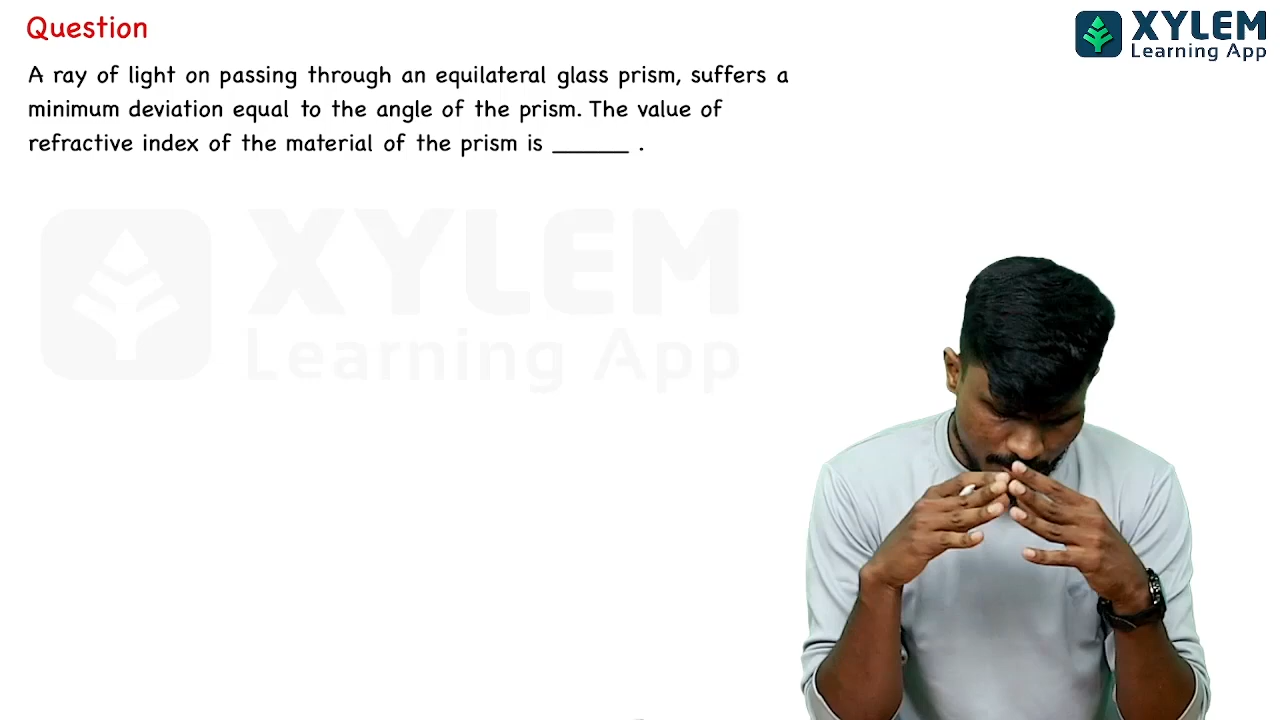 Question
XYLEM
Learning App
A ray of light on passing through an equilateral glass prism, suffers a
minimum deviation equal to the angle of the prism. The value of
refractive index of the material of the prism is ______ .
XYLEM
Learning App